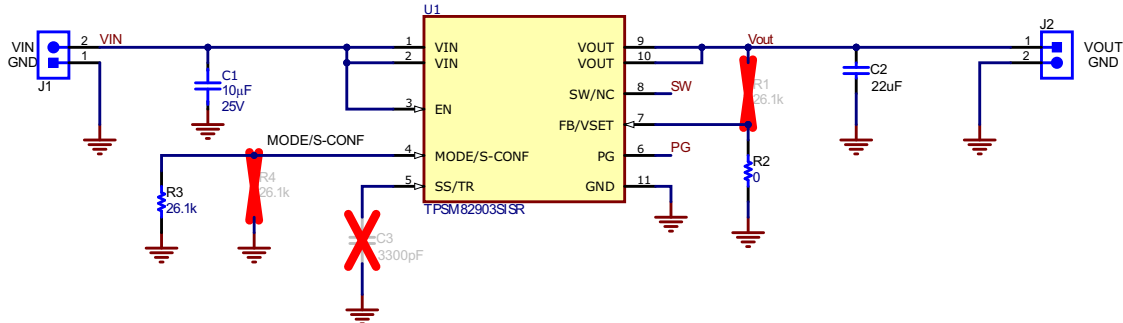 U1
VIN
GND
2
1
VIN
J1
C1
10µF
25V
1
2
3
4
5
VIN
VIN
EN
MODE/S-CONF
SS/TR
VOUT
VOUT
SW/NC
FB/VSET
PG
GND
9
10
8
7
6
11
TPSM82903SISR
SW
PG
Vout
R1
26.1k
R2
0
C2
22uF
J2
1
2
VOUT
GND
MODE/S-CONF
R3
26.1k
R4
26.1k
C3
3300pF